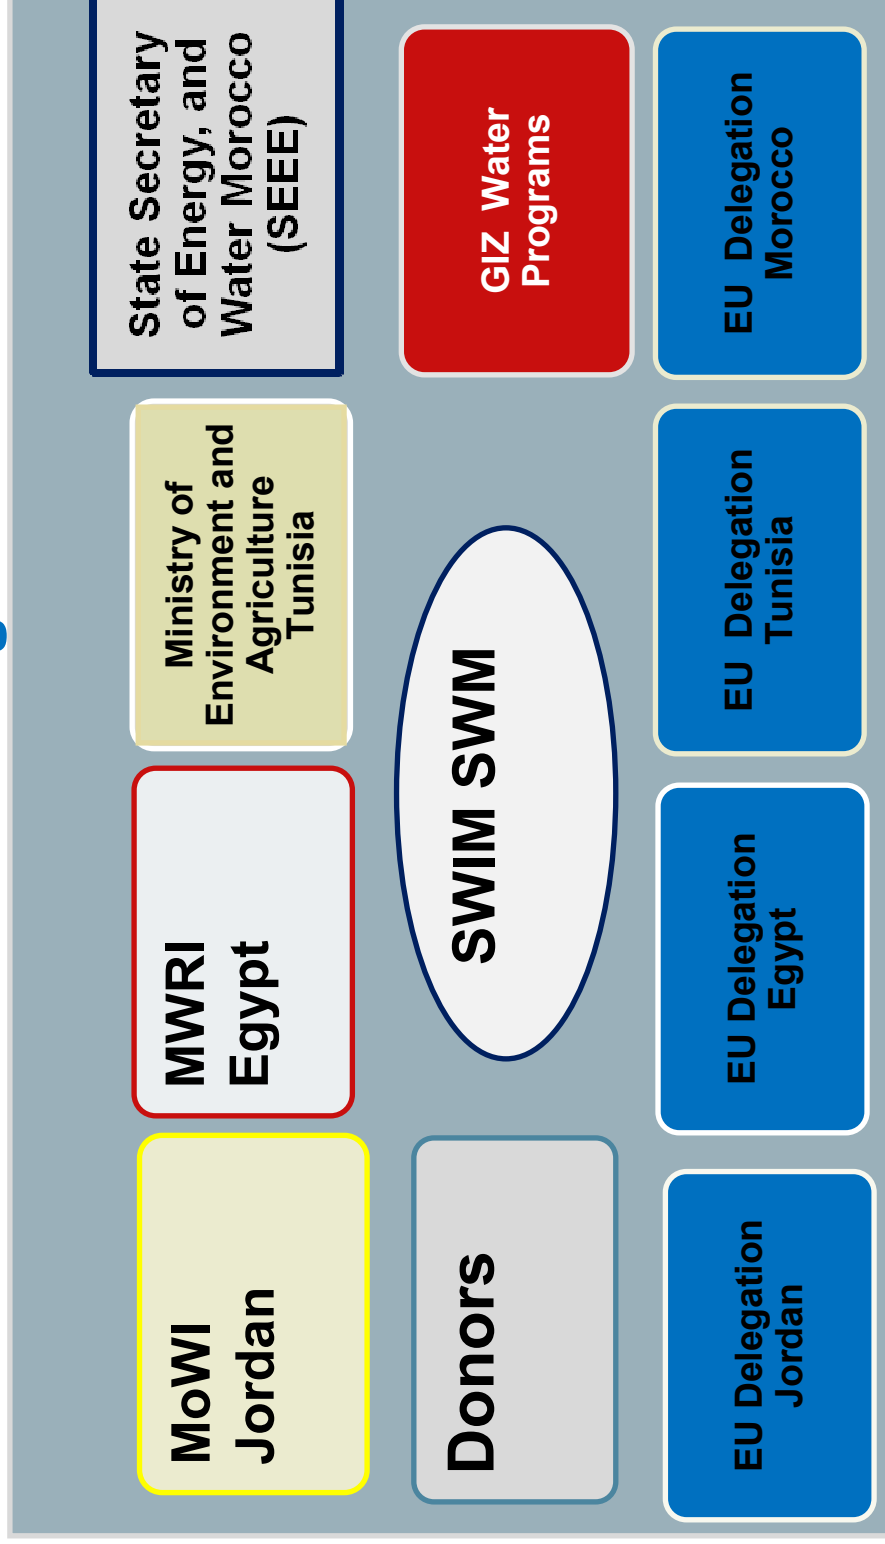 MoWI
Jordan
MWRI
Egypt
Ministry of
Environment and
Agriculture
Tunisia
State Secretary
of Energy, and
Water Morocco
(SEEE)
Donors
SWIM SWM
GIZ Water
Programs
EU Delegation
Jordan
EU Delegation
Egypt
EU Delegation
Tunisia
EU Delegation
Morocco